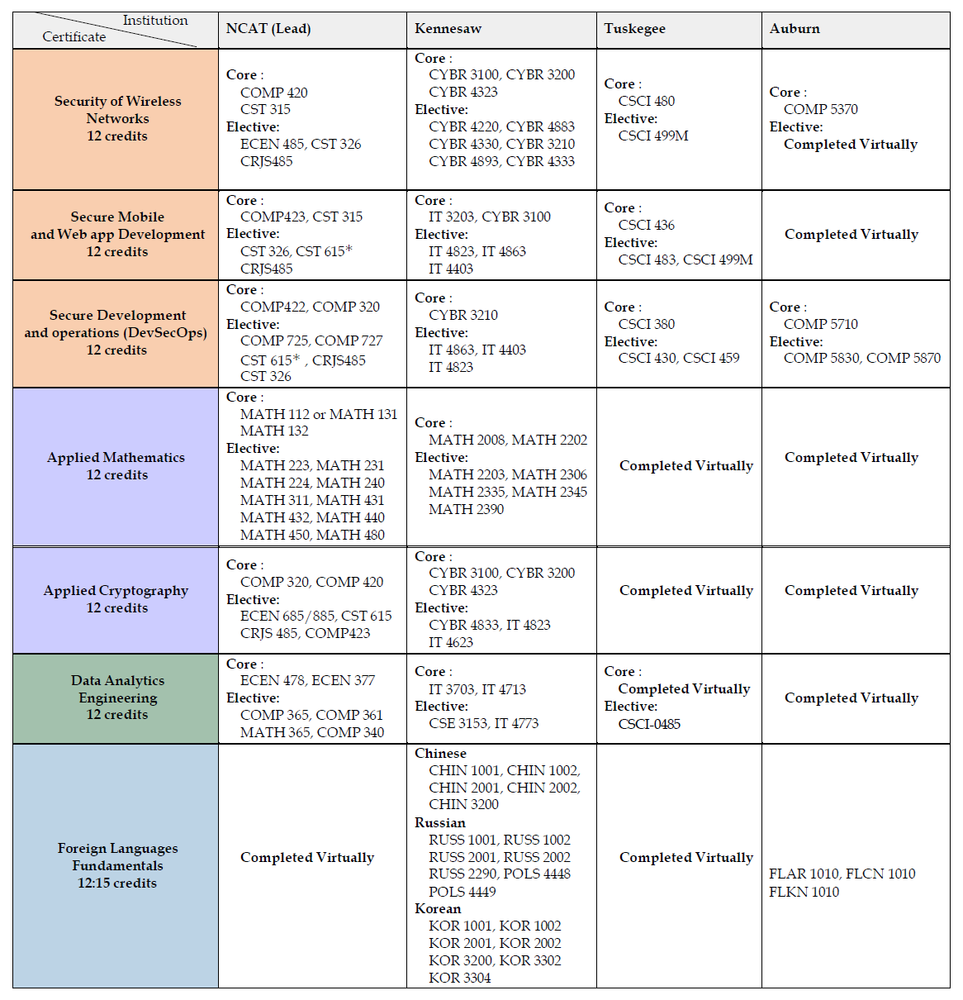 Institution
Certificate
NCAT (Lead)
Kennesaw
Tuskegee
Auburn
Security of Wireless
Networks
12 credits
Core :
COMP 420
CST 315
Elective:
ECEN 485, CST 326
CRJS485
Core :
CYBR 3100, CYBR 3200
CYBR 4323
Elective:
CYBR 4220, CYBR 4883
CYBR 4330, CYBR 3210
CYBR 4893, CYBR 4333
Core :
CSCI 480
Elective:
CSCI 499M
Core :
COMP 5370
Elective:
Completed Virtually
Secure Mobile
and Web app Development
12 credits
Core :
COMP423, CST 315
Elective:
CST 326, CST 615*
CRJS485
Core :
IT 3203, CYBR 3100
Elective:
IT 4823, IT 4863
IT 4403
Core :
CSCI 436
Elective:
CSCI 483, CSCI 499M
Completed Virtually
Secure Development
and operations (DevSecOps)
12 credits
Core :
COMP422, COMP 320
Elective:
COMP 725, COMP 727
CST 615* , CRJS485
CST 326
Core :
CYBR 3210
Elective:
IT 4863, IT 4403
IT 4823
Core :
CSCI 380
Elective:
CSCI 430, CSCI 459
Core :
COMP 5710
Elective:
COMP 5830, COMP 5870
Applied Mathematics
12 credits
Core :
MATH 112 or MATH 131
MATH 132
Elective:
MATH 223, MATH 231
MATH 224, MATH 240
MATH 311, MATH 431
MATH 432, MATH 440
MATH 450, MATH 480
Core :
MATH 2008, MATH 2202
Elective:
MATH 2203, MATH 2306
MATH 2335, MATH 2345
MATH 2390
Completed Virtually
Completed Virtually
Applied Cryptography
12 credits
Core :
COMP 320, COMP 420
Elective:
ECEN 685/885, CST 615
CRJS 485, COMP423
Core :
CYBR 3100, CYBR 3200
CYBR 4323
Elective:
CYBR 4833, IT 4823
IT 4623
Completed Virtually
Completed Virtually
Data Analytics
Engineering
12 credits
Core :
ECEN 478, ECEN 377
Elective:
COMP 365, COMP 361
MATH 365, COMP 340
Core :
IT 3703, IT 4713
Elective:
CSE 3153, IT 4773
Core :
Completed Virtually
Elective:
CSCI-0485
Completed Virtually
Foreign Languages
Fundamentals
12:15 credits
Completed Virtually
Chinese
CHIN 1001, CHIN 1002,
CHIN 2001, CHIN 2002,
CHIN 3200
Russian
RUSS 1001, RUSS 1002
RUSS 2001, RUSS 2002
RUSS 2290, POLS 4448
POLS 4449
Korean
KOR 1001, KOR 1002
KOR 2001, KOR 2002
KOR 3200, KOR 3302
KOR 3304
Completed Virtually
FLAR 1010, FLCN 1010
FLKN 1010